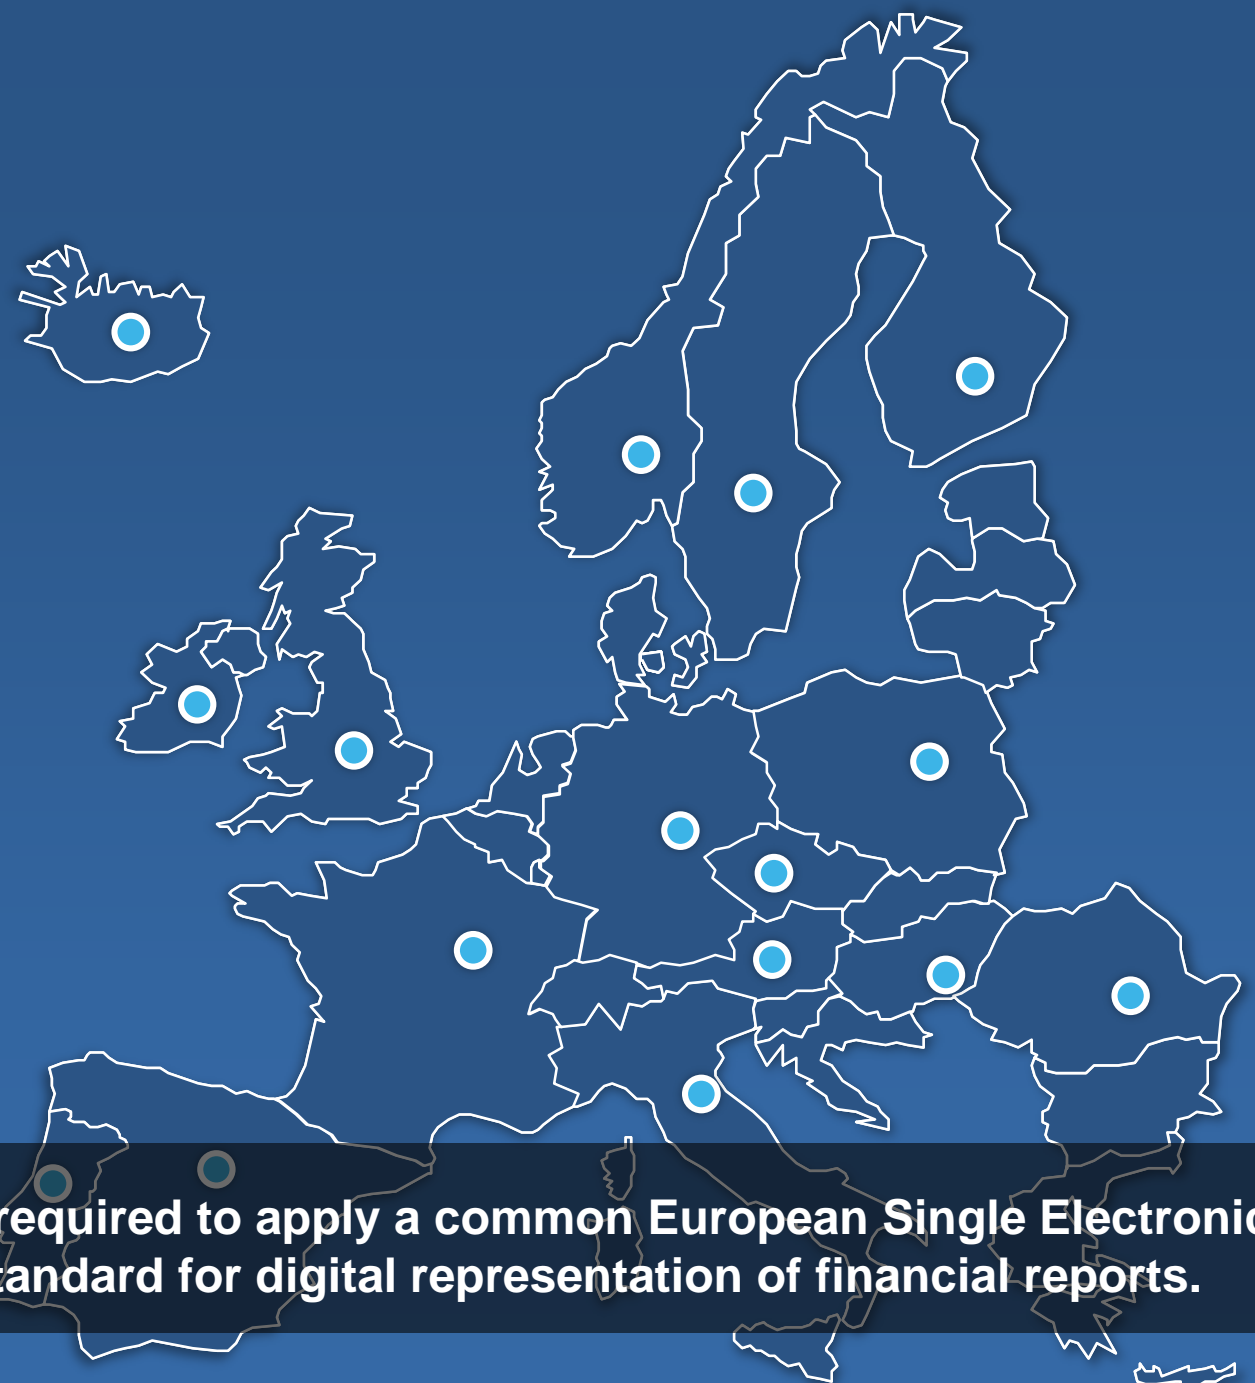 required to apply a common European Single Electronic
tandard for digital representation of financial reports.